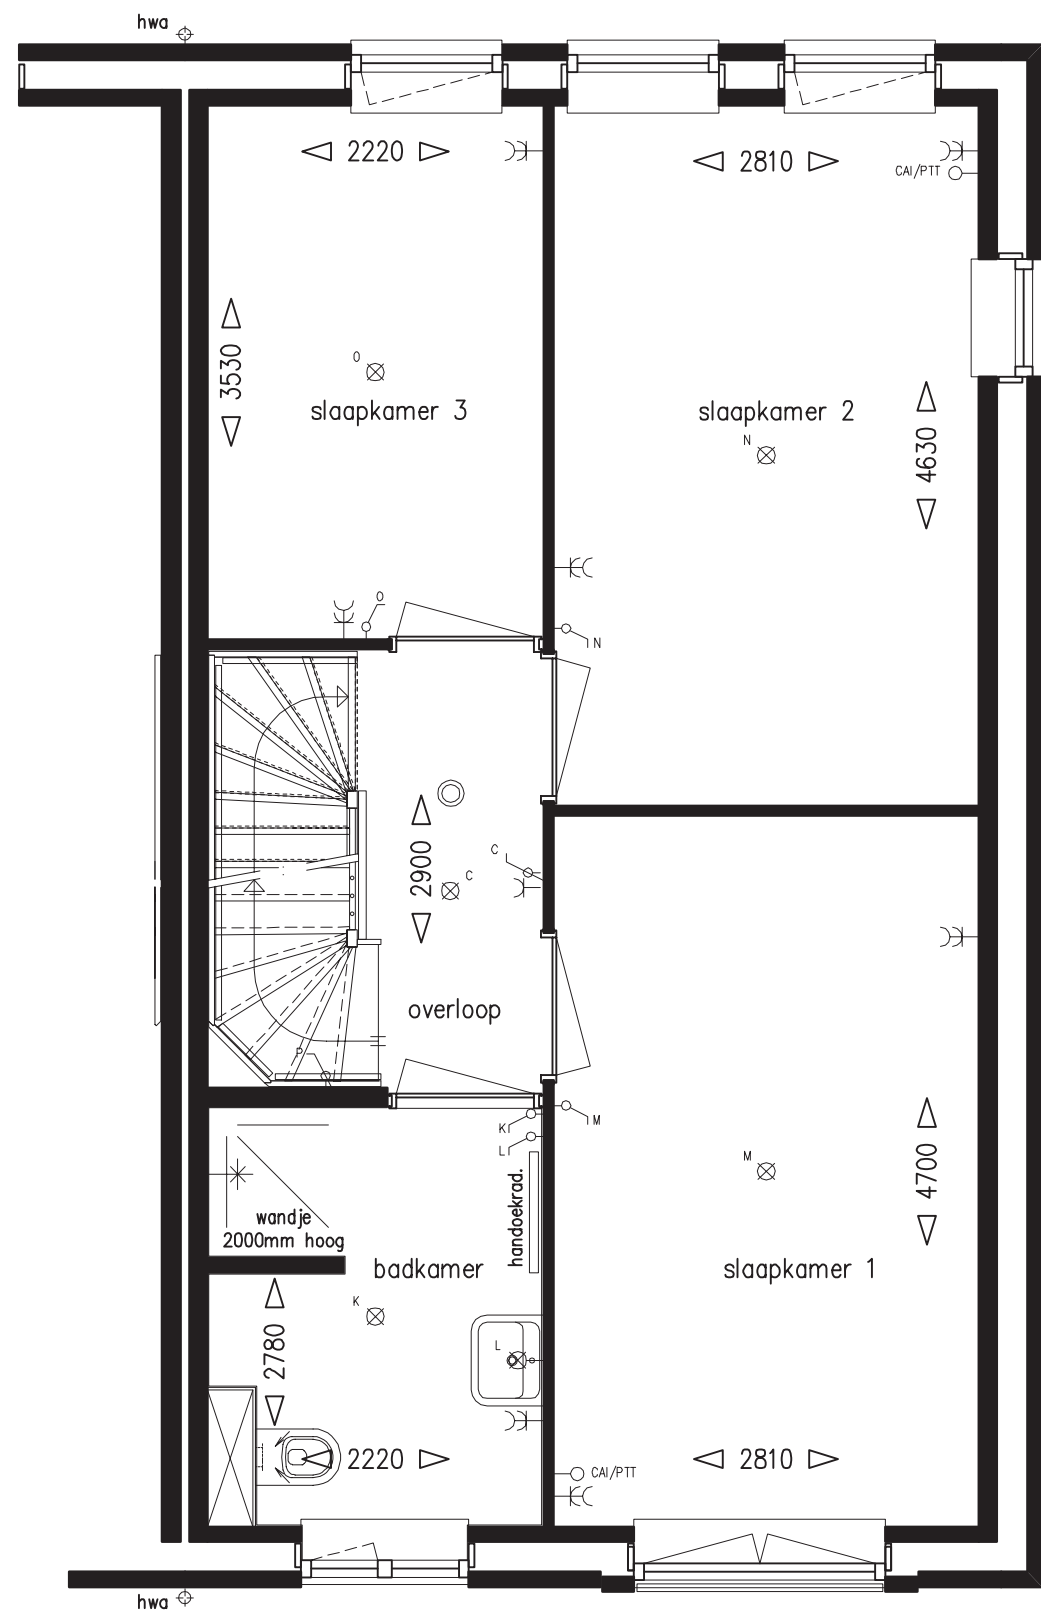 hwa
2220
2810
CAI/PTT
3530
O
slaapkamer 3
slaapkamer 2
N
4630
O
N
2900
C
C
overloop
P
M
K
L
handoekrad.
wandje
2000mm hoog
M
4700
badkamer
slaapkamer 1
K
2780
L
2220
2810
CAI/PTT
hwa